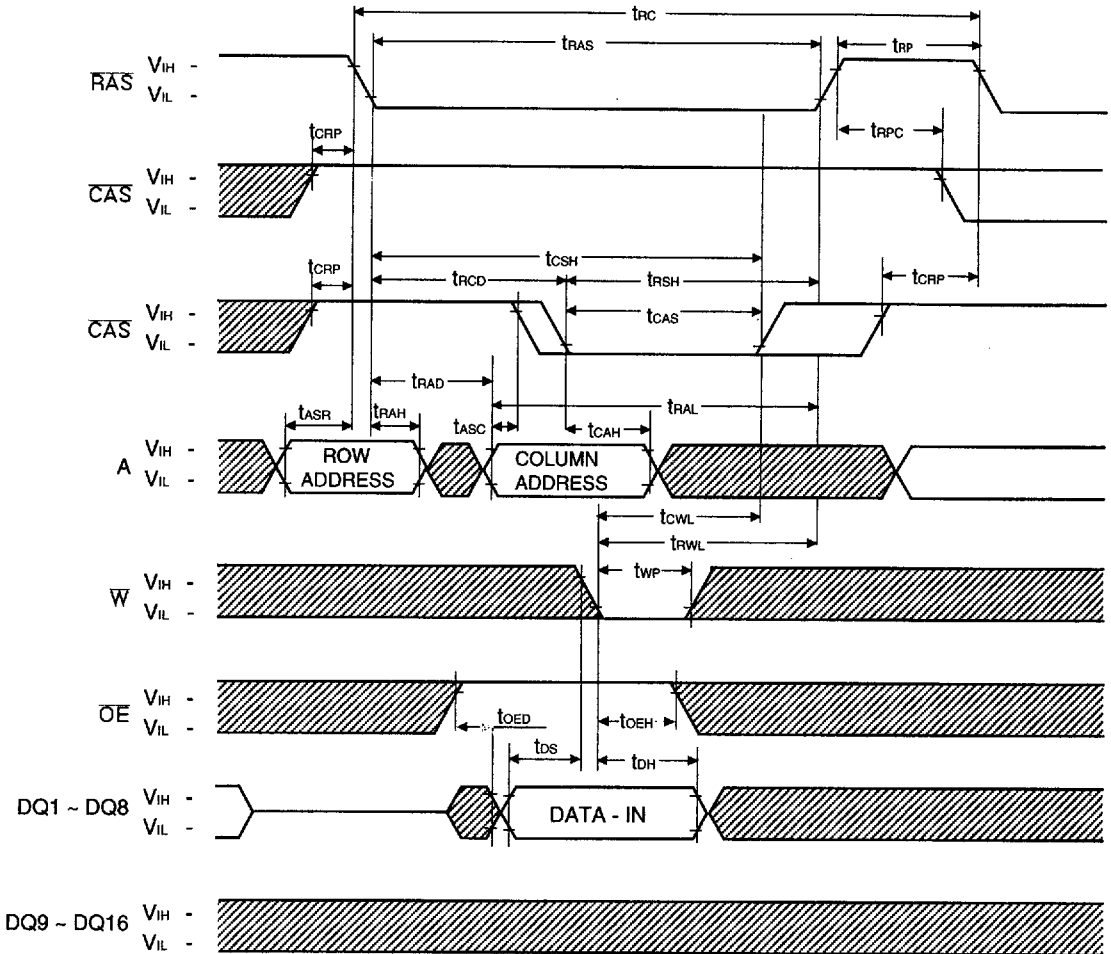 tRC
tRAS
tRP
RAS VIH -
VIL -
tCRP
tRPC
CAS VIH -
VIL -
tCSH
tCRP
tRCD
tRSH
tCRP
CAS VIH -
VIL -
tCAS
tRAD
tRAL
tASR
tRAH
tASC
tCAH
A VIH -
VIL -
ROW
ADDRESS
COLUMN
ADDRESS
tCWL
tRWL
tWP
W VIH -
VIL -
OE VIH -
VIL -
tOED
tOEH
tDS
tDH
DQ1 ~ DQ8 VIH -
VIL -
DATA - IN
DQ9 ~ DQ16 VIH -
VIL -